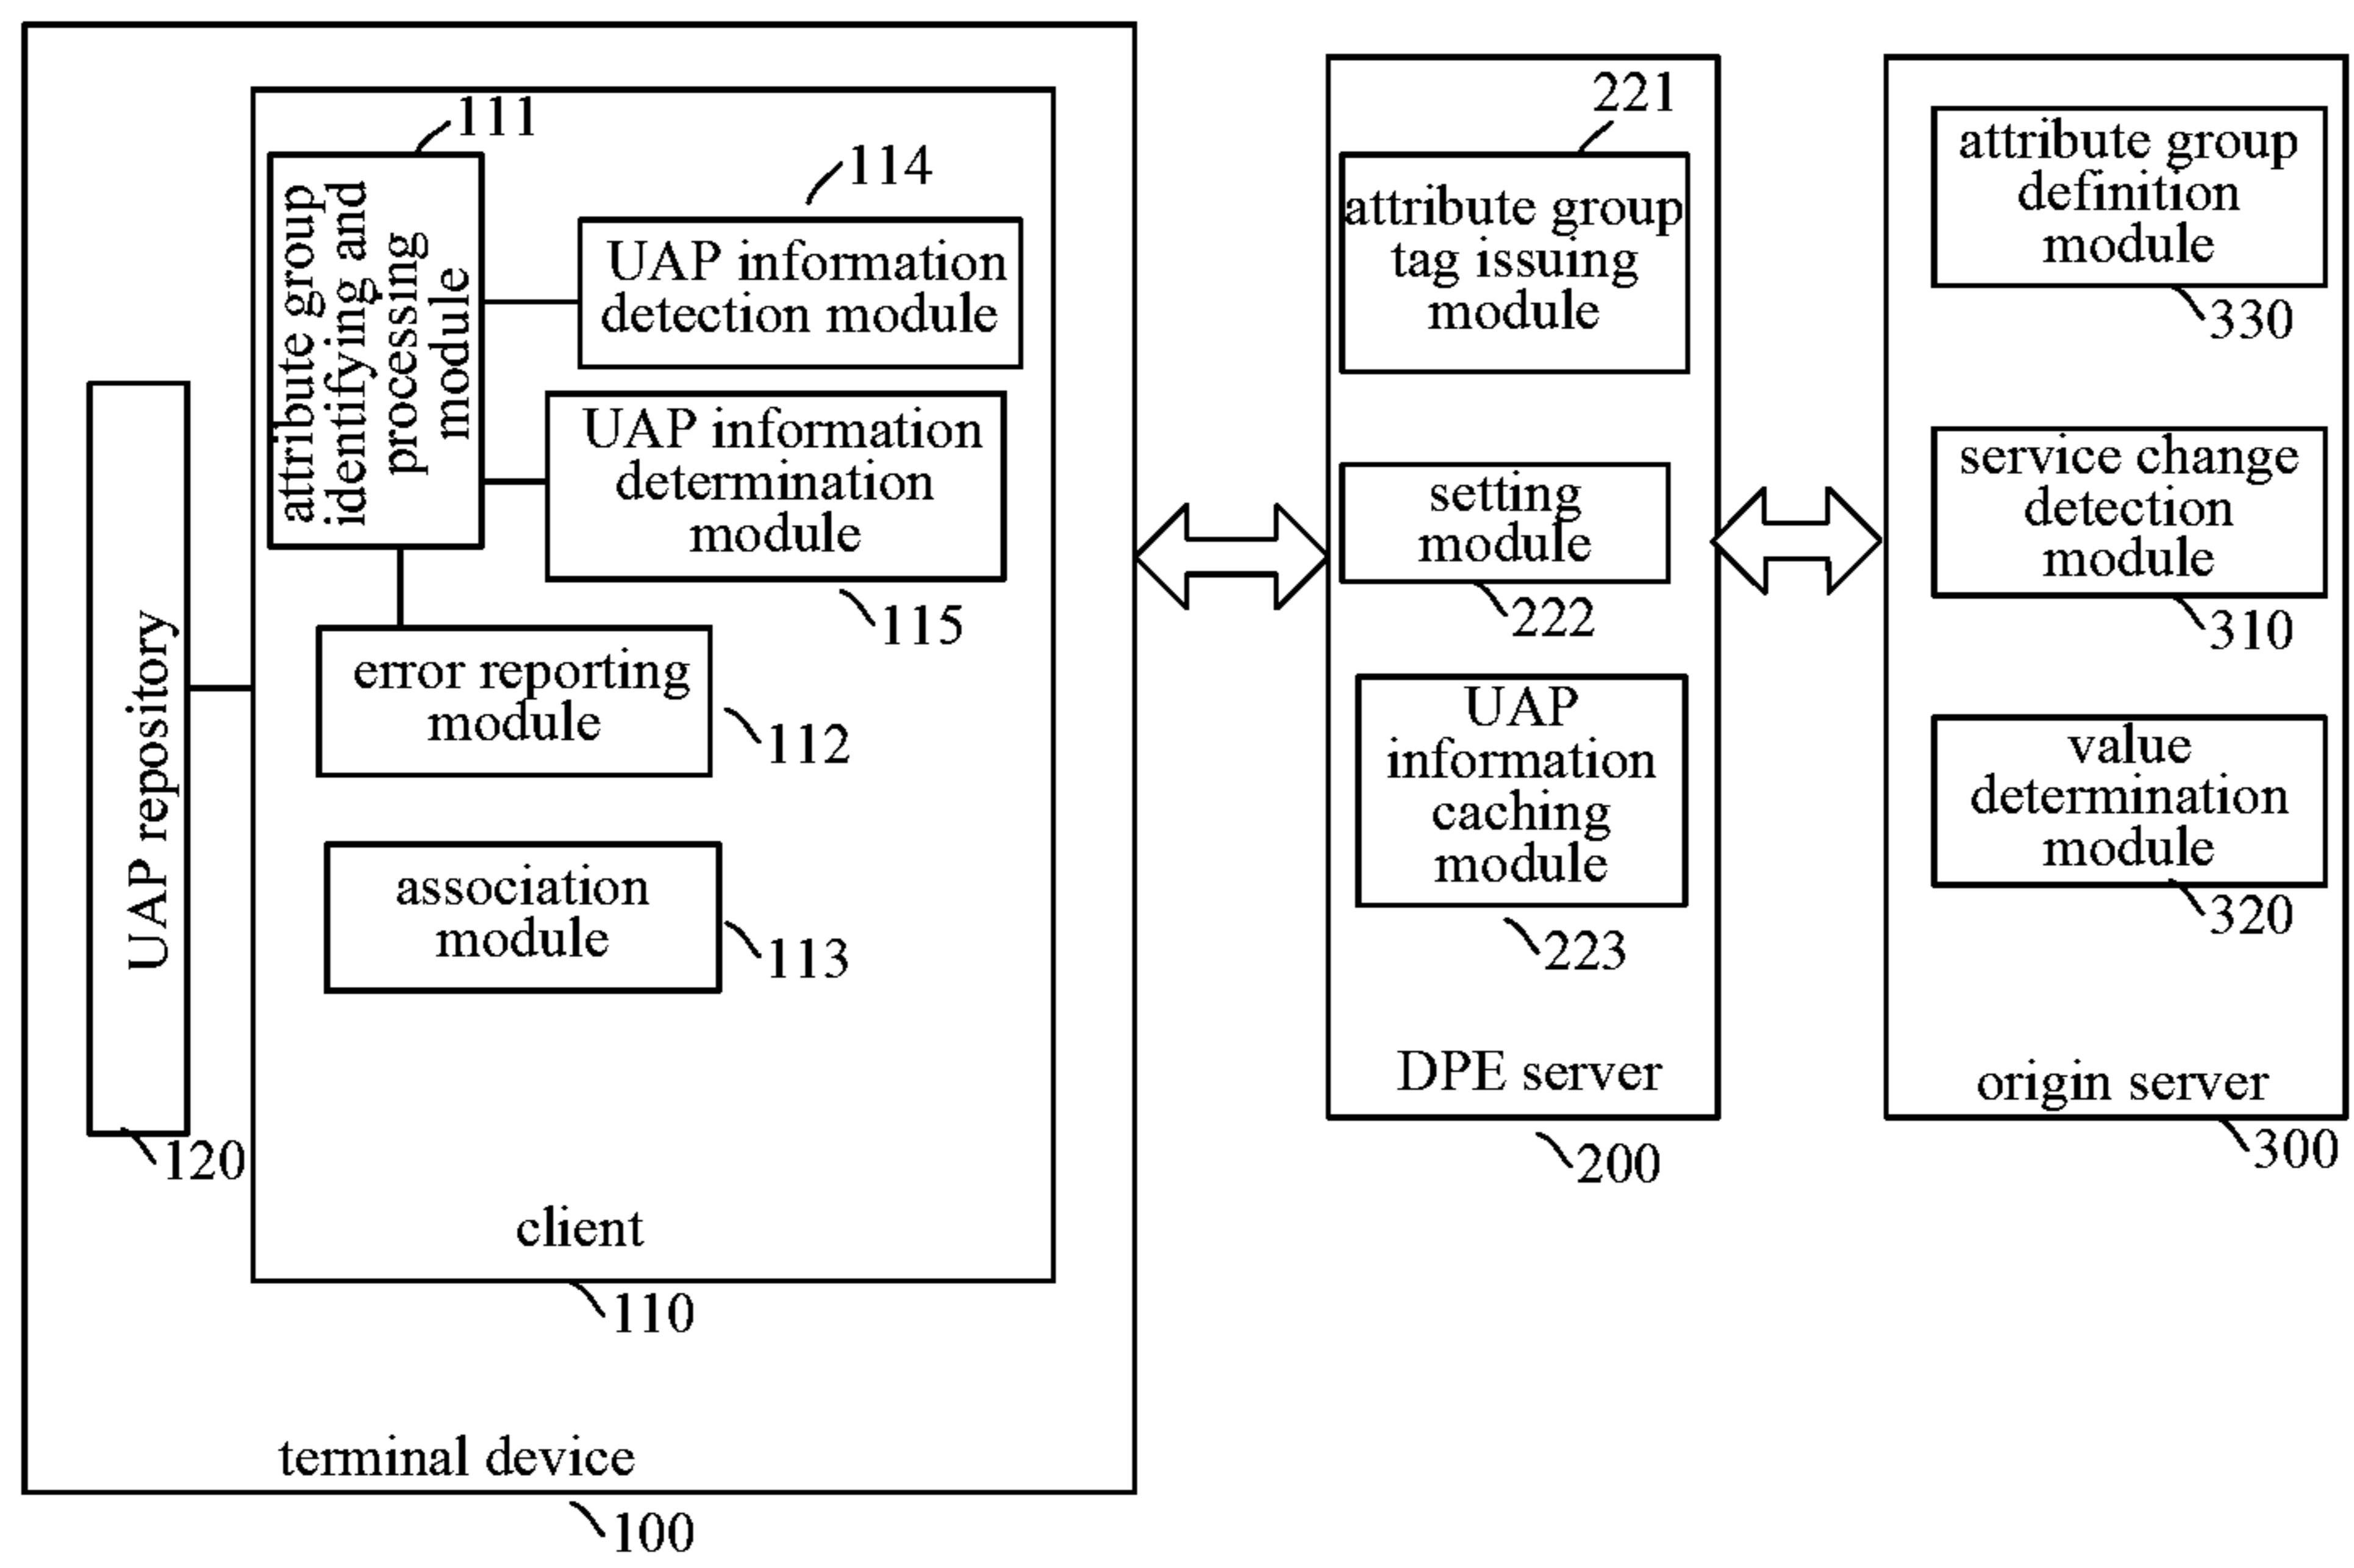 111
attribute group
identifying and
processing
module
114
UAP information
detection module
UAP information
determination
module
115
error reporting
module
112
association
module
113
UAP repository
120
client
110
terminal device
100
221
attribute group
tag issuing
module
setting
module
222
UAP
information
caching
module
223
DPE server
200
attribute group
definition
module
330
service change
detection
module
310
value
determination
module
320
origin server
300